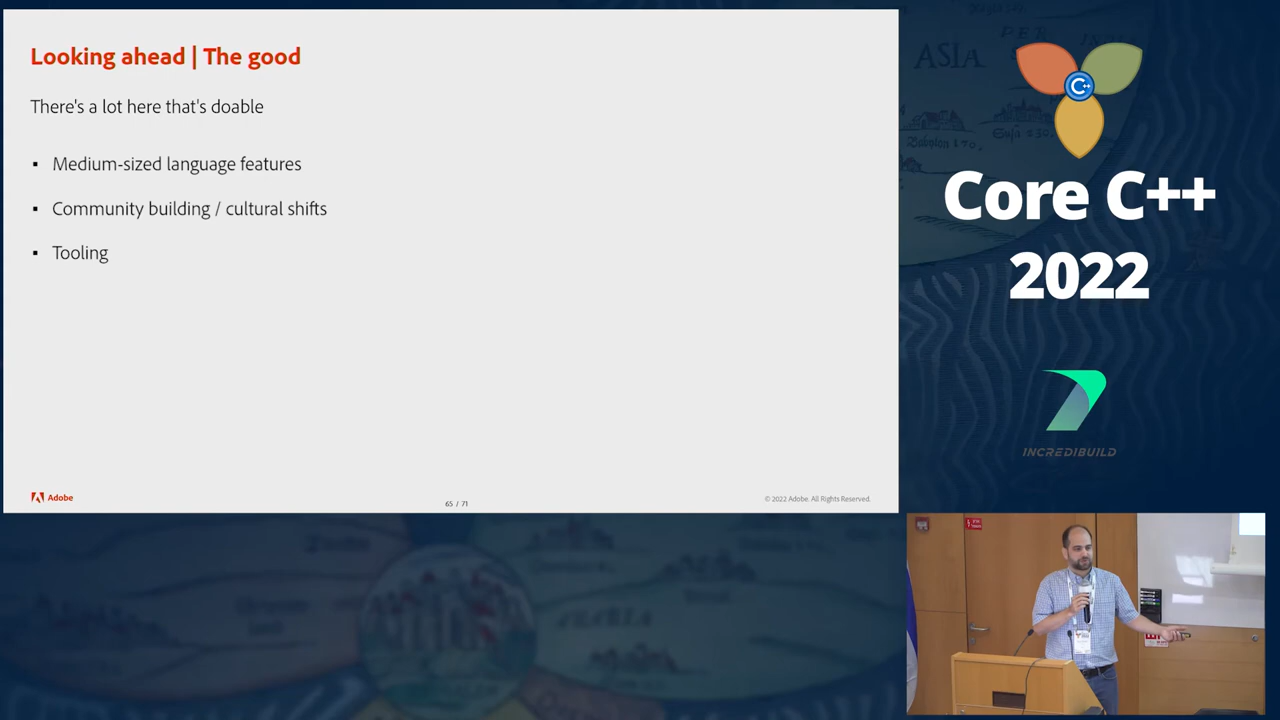 Looking ahead | The good
There's a lot here that's doable
▪ Medium-sized language features
▪ Community building / cultural shifts
▪ Tooling
Adobe
65 / 71
© 2022 Adobe. All Rights Reserved.
ASIA
C++
Core C++
2022
INCREDIBUILD